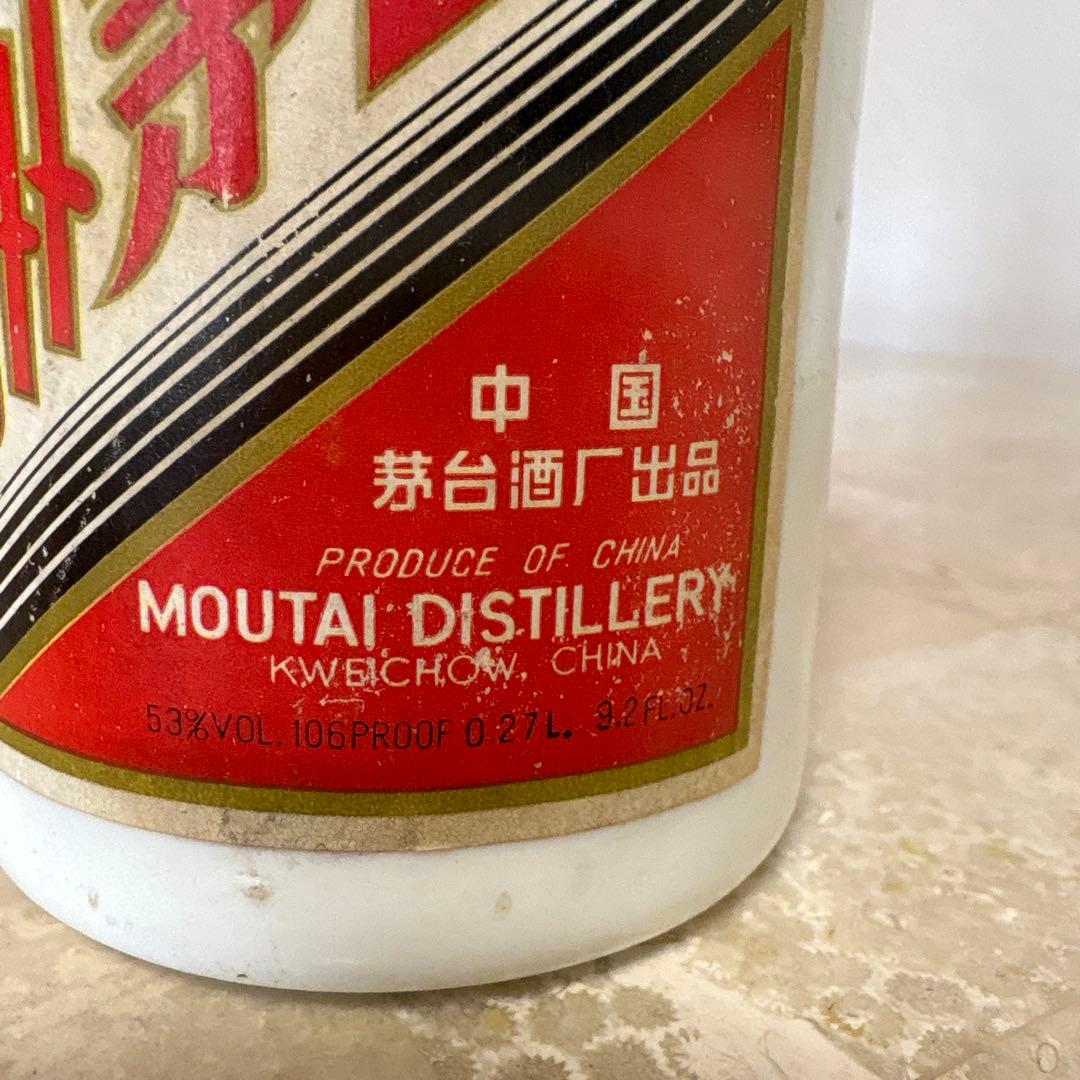 中国
茅台酒厂出品
PRODUCE OF CHINA
MOUTAI DISTILLERY
KWEICHOW, CHINA
53%VOL. 106PROOF 0.27L. 9.2FL.OZ.